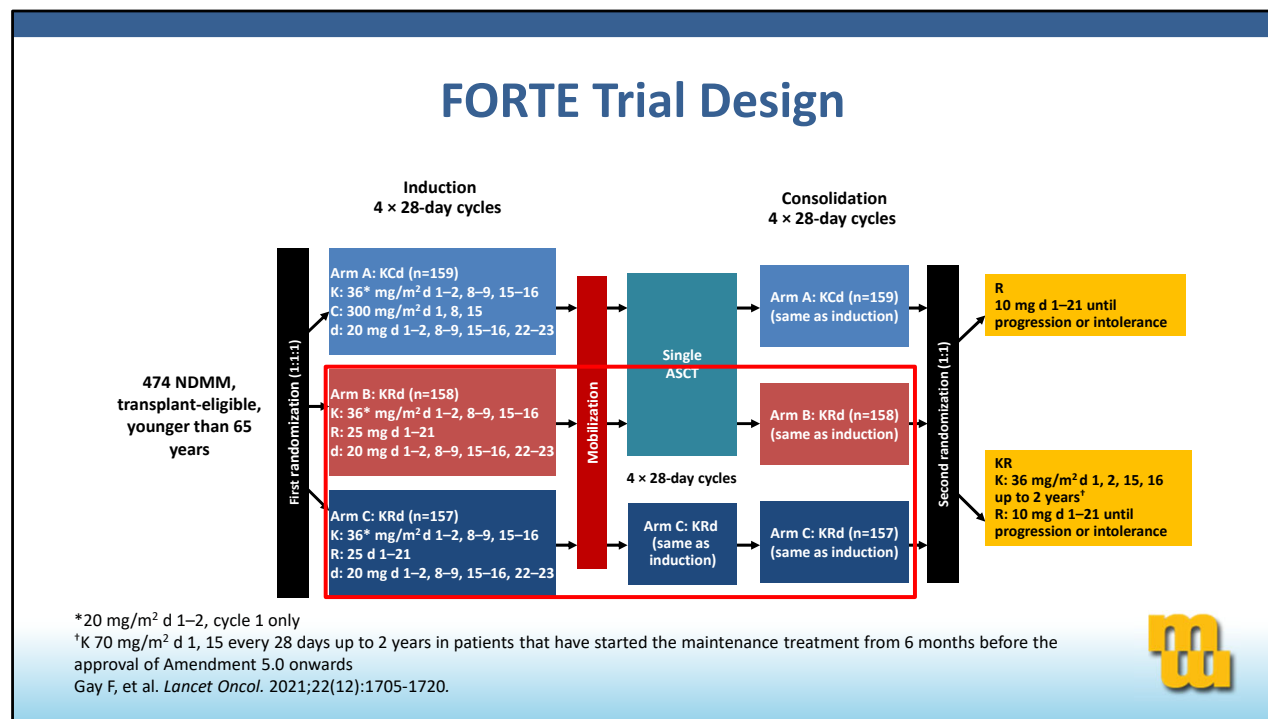 FORTE Trial Design
Induction
4 × 28-day cycles
Consolidation
4 × 28-day cycles
474 NDMM,
transplant-eligible,
younger than 65
years
First randomization (1:1:1)
Arm A: KCd (n=159)
K: 36* mg/m² d 1–2, 8–9, 15–16
C: 300 mg/m² d 1, 8, 15
d: 20 mg d 1–2, 8–9, 15–16, 22–23
Arm B: KRd (n=158)
K: 36* mg/m² d 1–2, 8–9, 15–16
R: 25 mg d 1–21
d: 20 mg d 1–2, 8–9, 15–16, 22–23
Arm C: KRd (n=157)
K: 36* mg/m² d 1–2, 8–9, 15–16
R: 25 d 1–21
d: 20 mg d 1–2, 8–9, 15–16, 22–23
Mobilization
Single
ASCT
4 × 28-day cycles
Arm C: KRd
(same as
induction)
Arm A: KCd (n=159)
(same as induction)
Arm B: KRd (n=158)
(same as induction)
Arm C: KRd (n=157)
(same as induction)
Second randomization (1:1)
R
10 mg d 1–21 until
progression or intolerance
KR
K: 36 mg/m² d 1, 2, 15, 16
up to 2 years†
R: 10 mg d 1–21 until
progression or intolerance
*20 mg/m² d 1–2, cycle 1 only
†K 70 mg/m² d 1, 15 every 28 days up to 2 years in patients that have started the maintenance treatment from 6 months before the
approval of Amendment 5.0 onwards
Gay F, et al. Lancet Oncol. 2021;22(12):1705-1720.